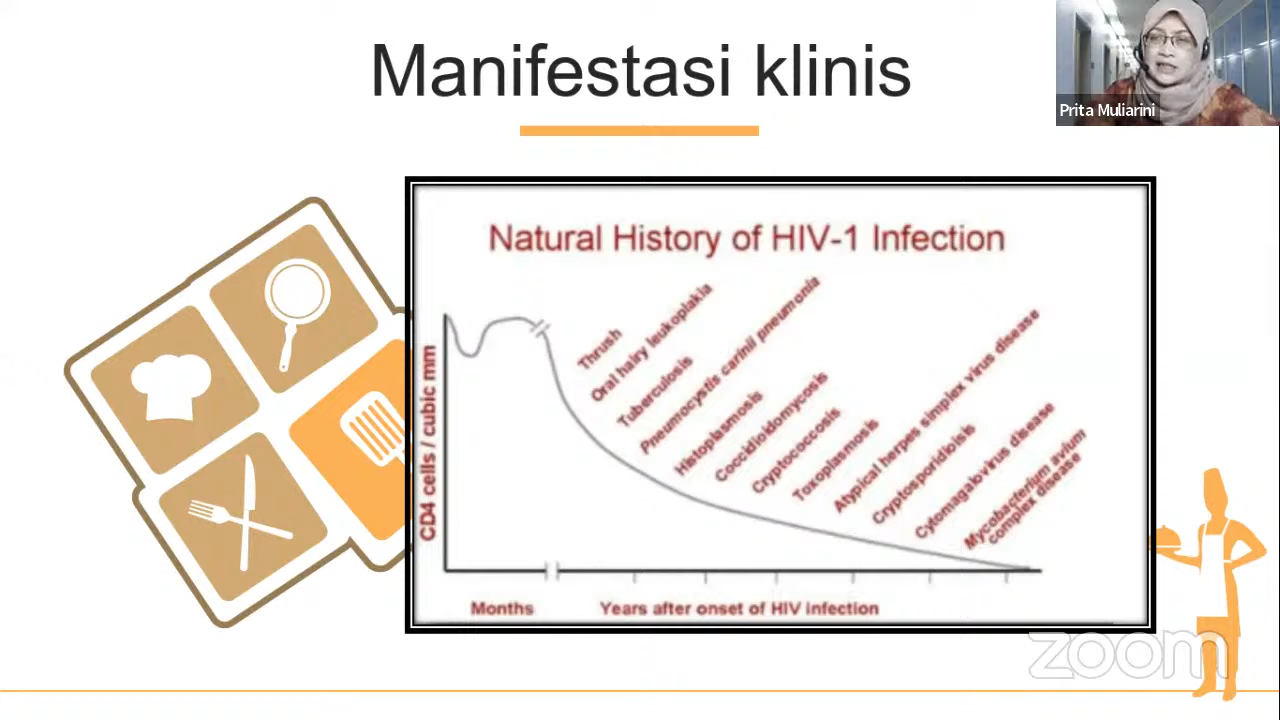 Manifestasi klinis
Prita Muliarini
Natural History of HIV-1 Infection
CD4 cells / cubic mm
Thrush
Oral hairy leukoplakia
Tuberculosis
Pneumocystis carinii pneumonia
Histoplasmosis
Coccidioidomycosis
Cryptococcosis
Toxoplasmosis
Atypical herpes simplex virus disease
Cryptosporidioisis
Cytomagalovirus disease
Mycobacterium avium
complex disease
Months
Years after onset of HIV infection
zoom